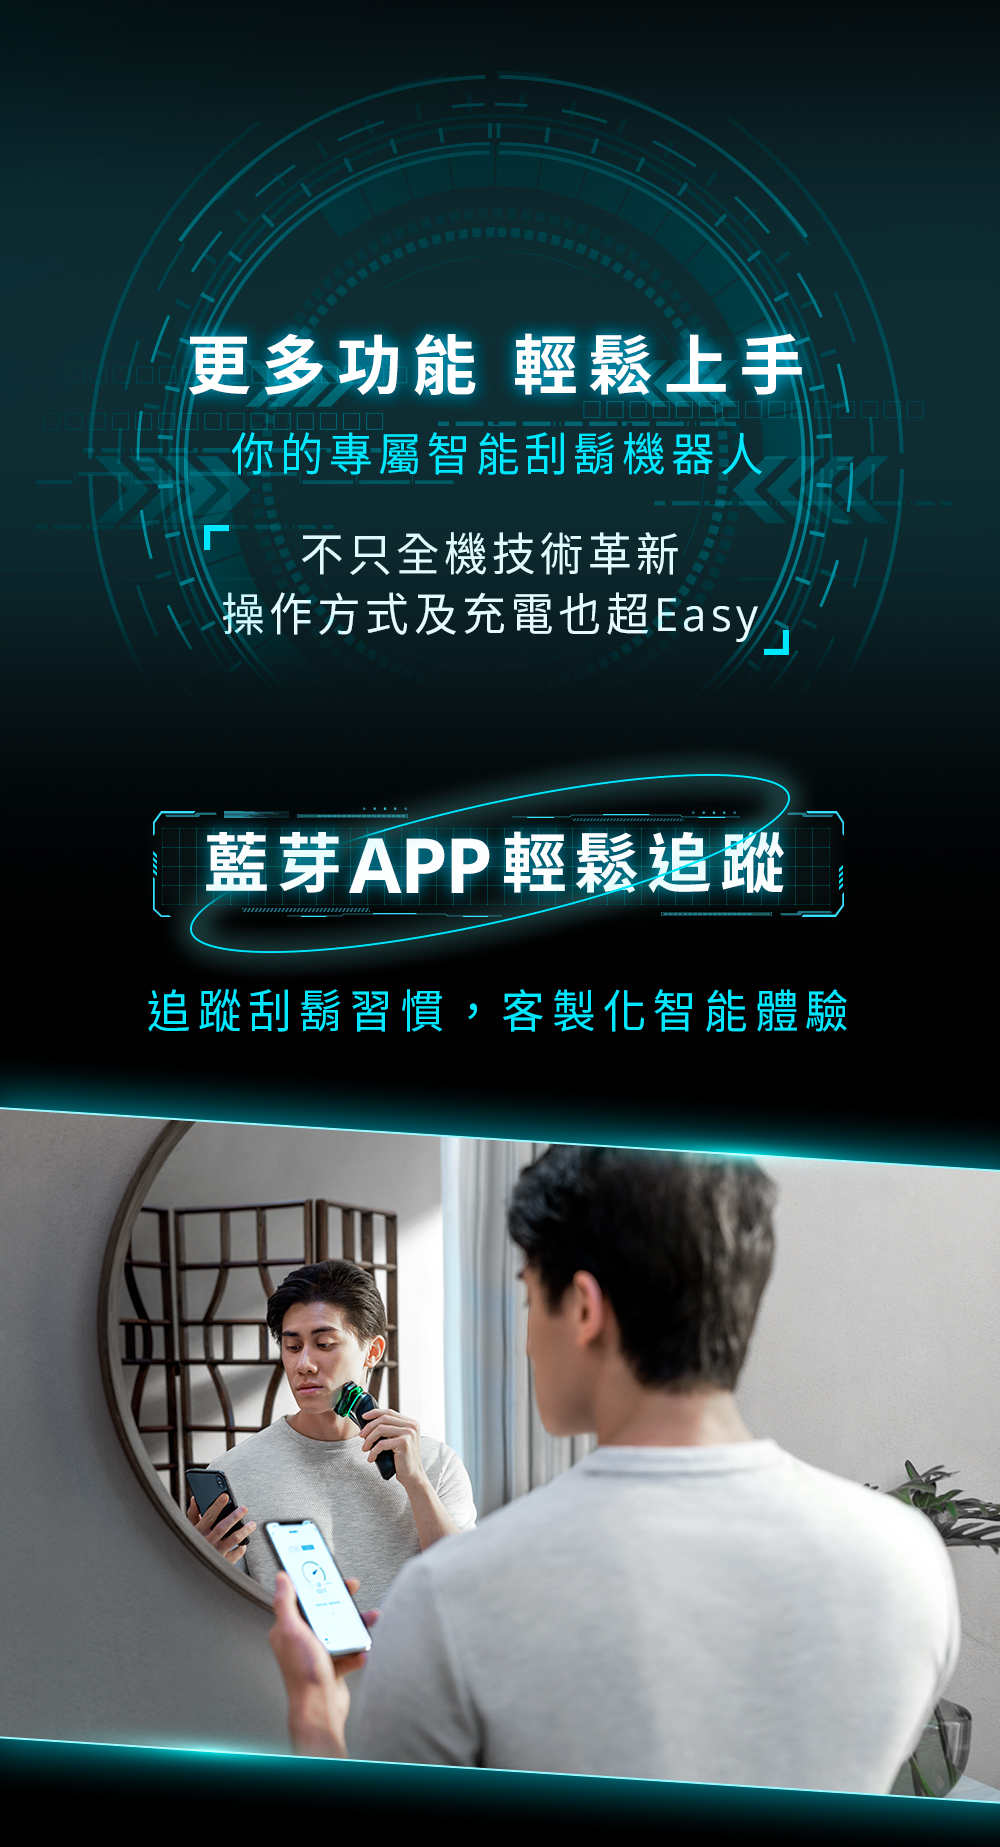 更多功能 輕鬆上手
你的專屬智能刮鬍機器人
「不只全機技術革新
操作方式及充電也超Easy」
藍芽APP輕鬆追蹤
追蹤刮鬍習慣，客製化智能體驗